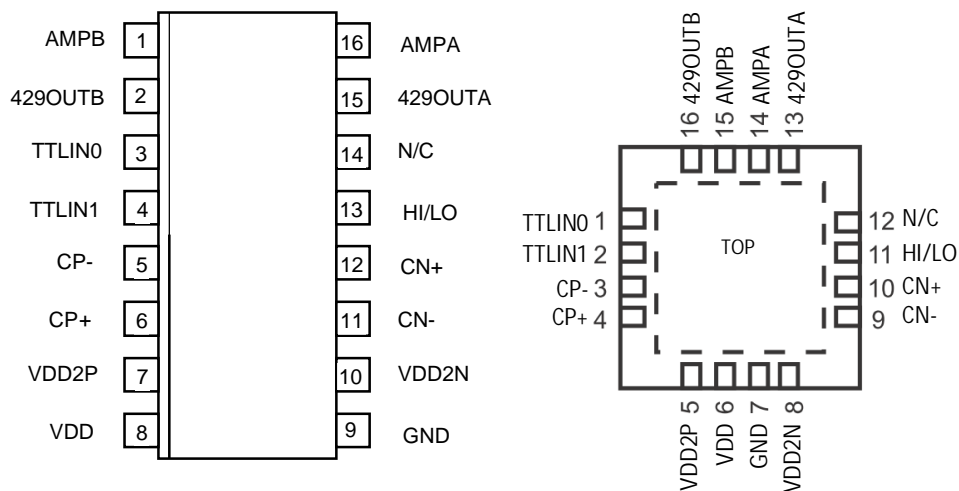 AMPB 1
429OUTB 2
TTLIN0 3
TTLIN1 4
CP- 5
CP+ 6
VDD2P 7
VDD 8
16 AMPA
15 429OUTA
14 N/C
13 HI/LO
12 CN+
11 CN-
10 VDD2N
9 GND
16 429OUTB
15 AMPB
14 AMPA
13 429OUTA
TTLIN0 1
TTLIN1 2
CP- 3
CP+ 4
TOP
12 N/C
11 HI/LO
10 CN+
9 CN-
VDD2P 5
VDD 6
GND 7
VDD2N 8